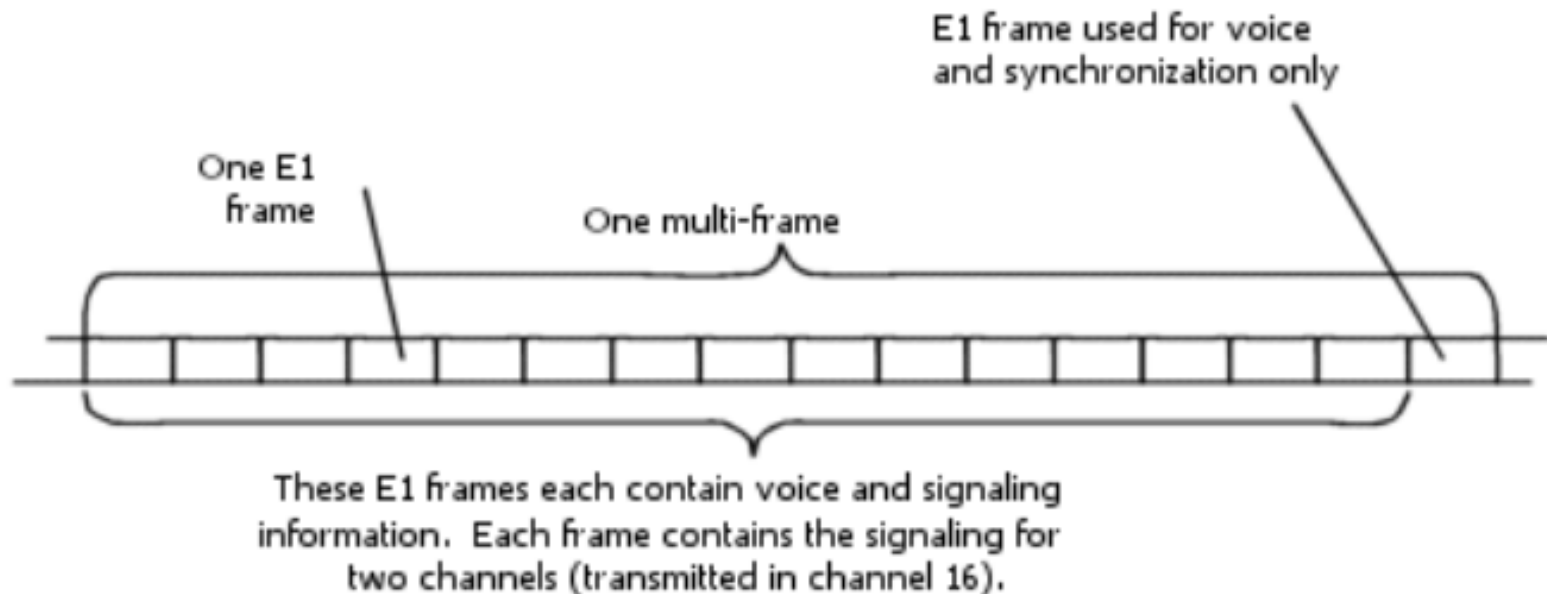 E1 frame used for voice
and synchronization only
One E1
frame
One multi-frame
These E1 frames each contain voice and signaling
information. Each frame contains the signaling for
two channels (transmitted in channel 16).